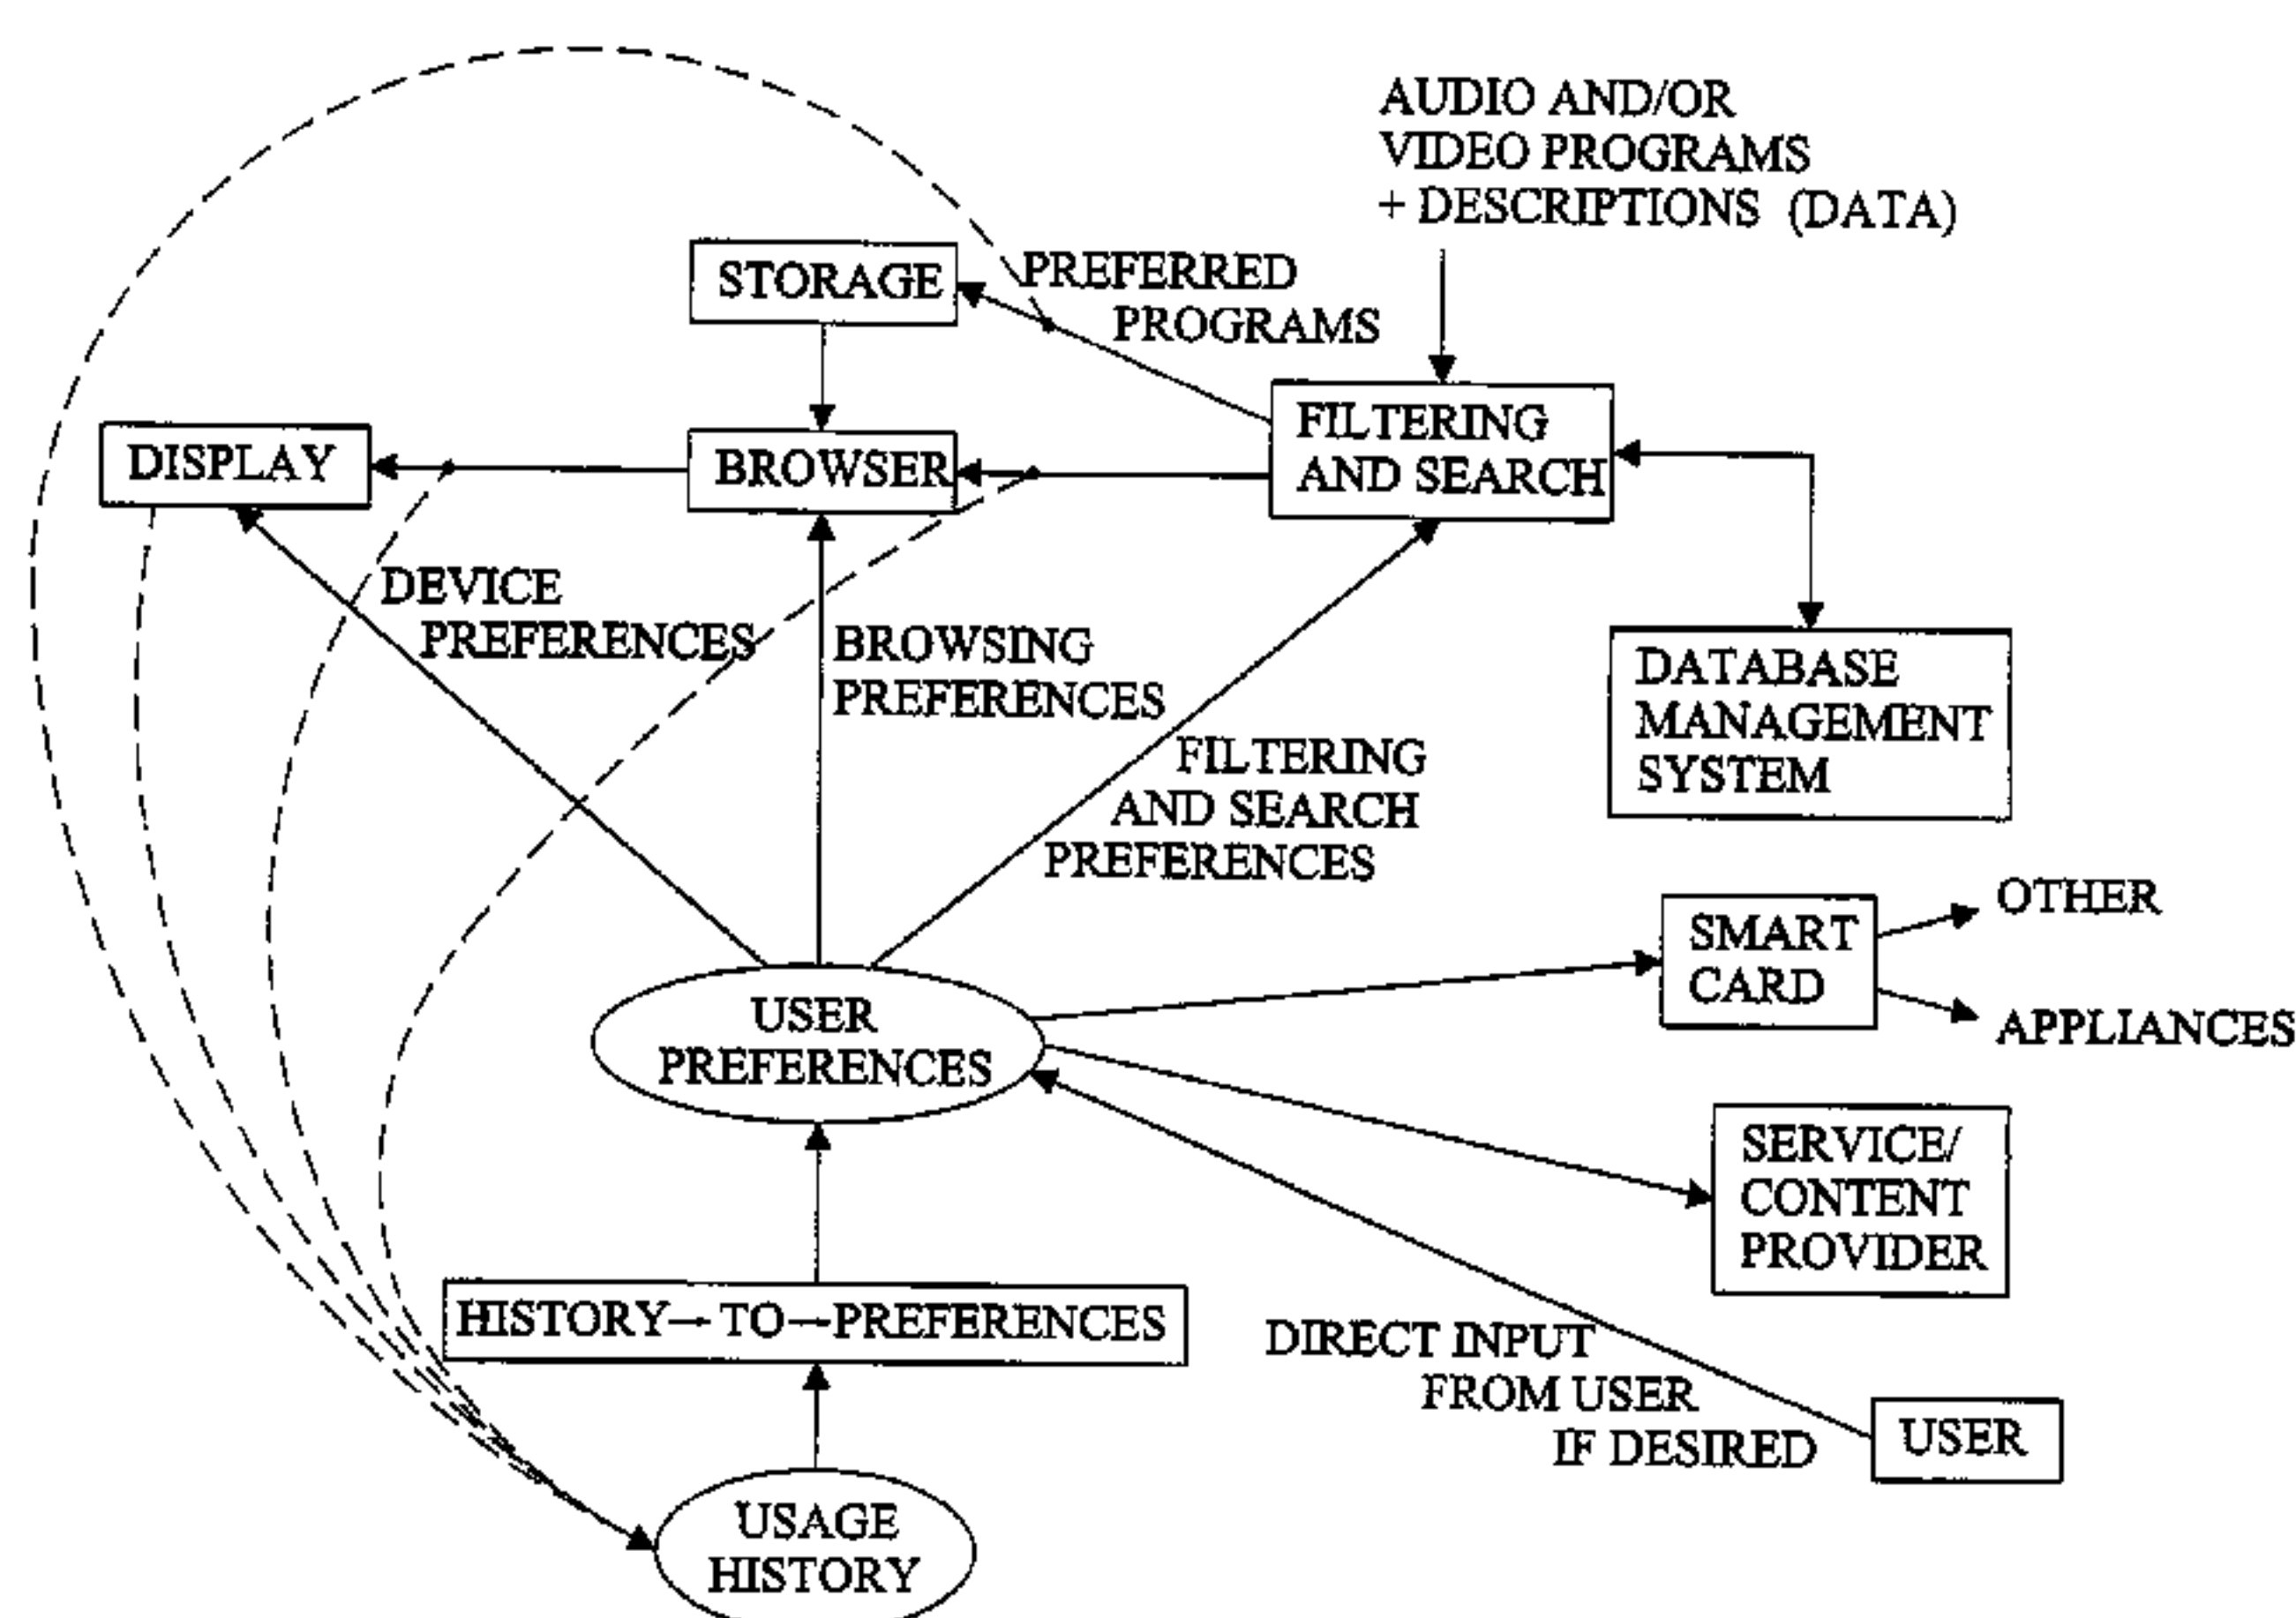 AUDIO AND/OR
VIDEO PROGRAMS
+ DESCRIPTIONS (DATA)
STORAGE
PREFERRED
PROGRAMS
DISPLAY
BROWSER
FILTERING
AND SEARCH
DEVICE
PREFERENCES
BROWSING
PREFERENCES
FILTERING
AND SEARCH
PREFERENCES
DATABASE
MANAGEMENT
SYSTEM
SMART
CARD
OTHER
APPLIANCES
USER
PREFERENCES
SERVICE/
CONTENT
PROVIDER
HISTORY→TO→PREFERENCES
DIRECT INPUT
FROM USER
IF DESIRED
USER
USAGE
HISTORY